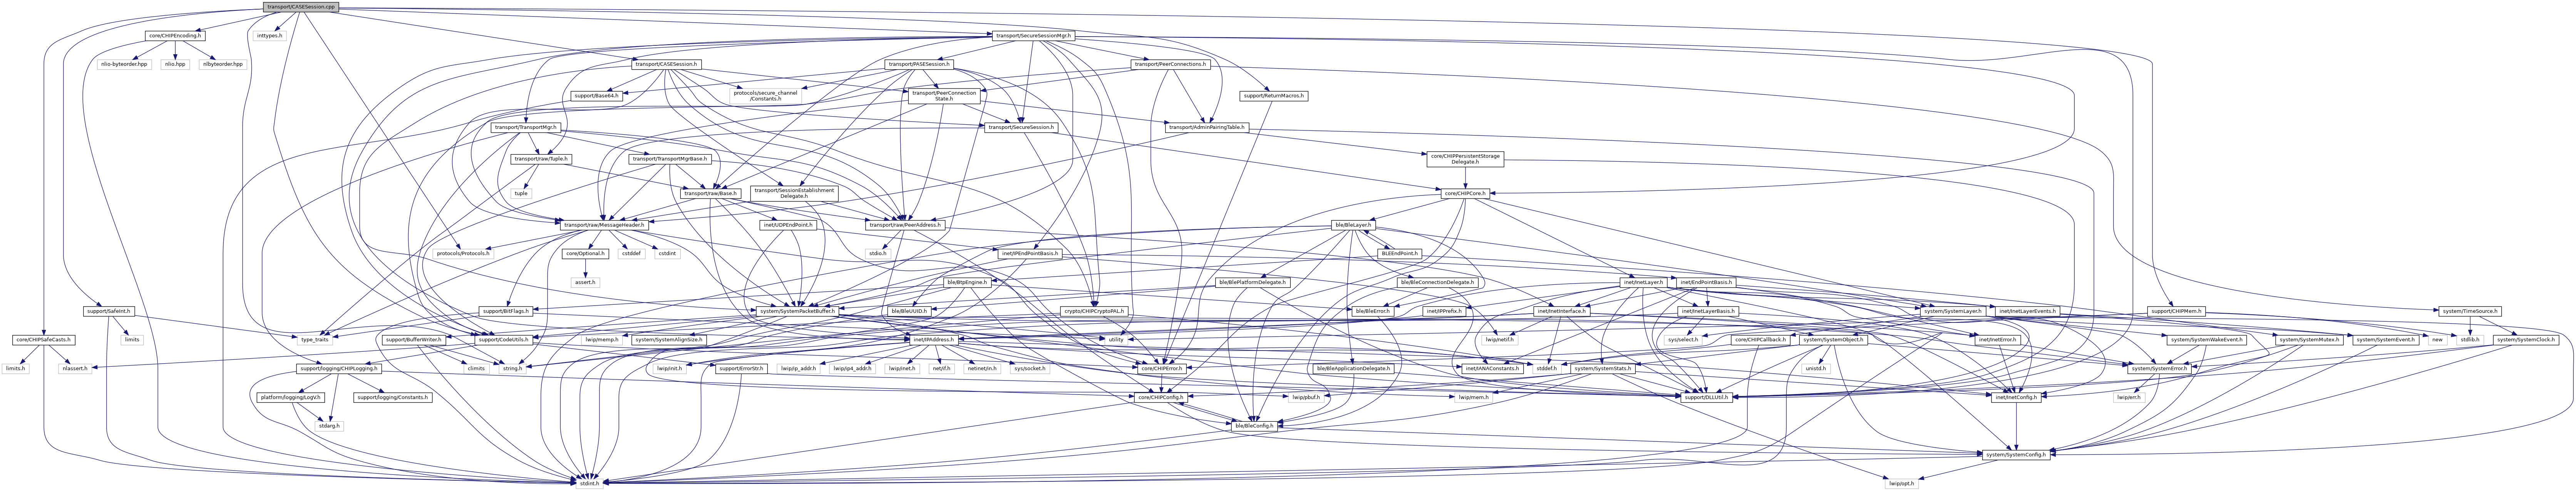 transport/CASESession.cpp
core/CHIPEncoding.h
inttypes.h
transport/SecureSessionMgr.h
nlio-byteorder.hpp
nlio.hpp
nlbyteorder.hpp
transport/CASESession.h
transport/PASESession.h
transport/PeerConnections.h
support/Base64.h
protocols/secure_channel
/Constants.h
transport/PeerConnection
State.h
support/ReturnMacros.h
transport/TransportMgr.h
transport/SecureSession.h
transport/AdminPairingTable.h
transport/raw/Tuple.h
transport/TransportMgrBase.h
core/CHIPPersistentStorage
Delegate.h
tuple
transport/raw/Base.h
transport/SessionEstablishment
Delegate.h
core/CHIPCore.h
transport/raw/MessageHeader.h
inet/UDPEndPoint.h
transport/raw/PeerAddress.h
ble/BleLayer.h
protocols/Protocols.h
core/Optional.h
cstddef
cstdint
stdio.h
inet/IPEndPointBasis.h
BLEEndPoint.h
assert.h
ble/BtpEngine.h
ble/BlePlatformDelegate.h
ble/BleConnectionDelegate.h
inet/InetLayer.h
inet/EndPointBasis.h
support/SafeInt.h
support/BitFlags.h
system/SystemPacketBuffer.h
ble/BleUUID.h
crypto/CHIPCryptoPAL.h
ble/BleError.h
inet/IPPrefix.h
inet/InetInterface.h
inet/InetLayerBasis.h
system/SystemLayer.h
inet/InetLayerEvents.h
support/CHIPMem.h
system/TimeSource.h
core/CHIPSafeCasts.h
limits
type_traits
support/BufferWriter.h
support/CodeUtils.h
lwip/memp.h
system/SystemAlignSize.h
inet/IPAddress.h
utility
lwip/netif.h
sys/select.h
core/CHIPCallback.h
system/SystemObject.h
inet/InetError.h
system/SystemWakeEvent.h
system/SystemMutex.h
system/SystemEvent.h
new
stdlib.h
system/SystemClock.h
limits.h
nlassert.h
support/logging/CHIPLogging.h
climits
string.h
lwip/init.h
support/ErrorStr.h
lwip/ip_addr.h
lwip/ip4_addr.h
lwip/inet.h
net/if.h
netinet/in.h
sys/socket.h
core/CHIPError.h
ble/BleApplicationDelegate.h
inet/IANAConstants.h
stddef.h
system/SystemStats.h
unistd.h
system/SystemError.h
platform/logging/LogV.h
support/logging/Constants.h
core/CHIPConfig.h
lwip/pbuf.h
lwip/mem.h
support/DLLUtil.h
inet/InetConfig.h
lwip/err.h
stdarg.h
ble/BleConfig.h
system/SystemConfig.h
stdint.h
lwip/opt.h